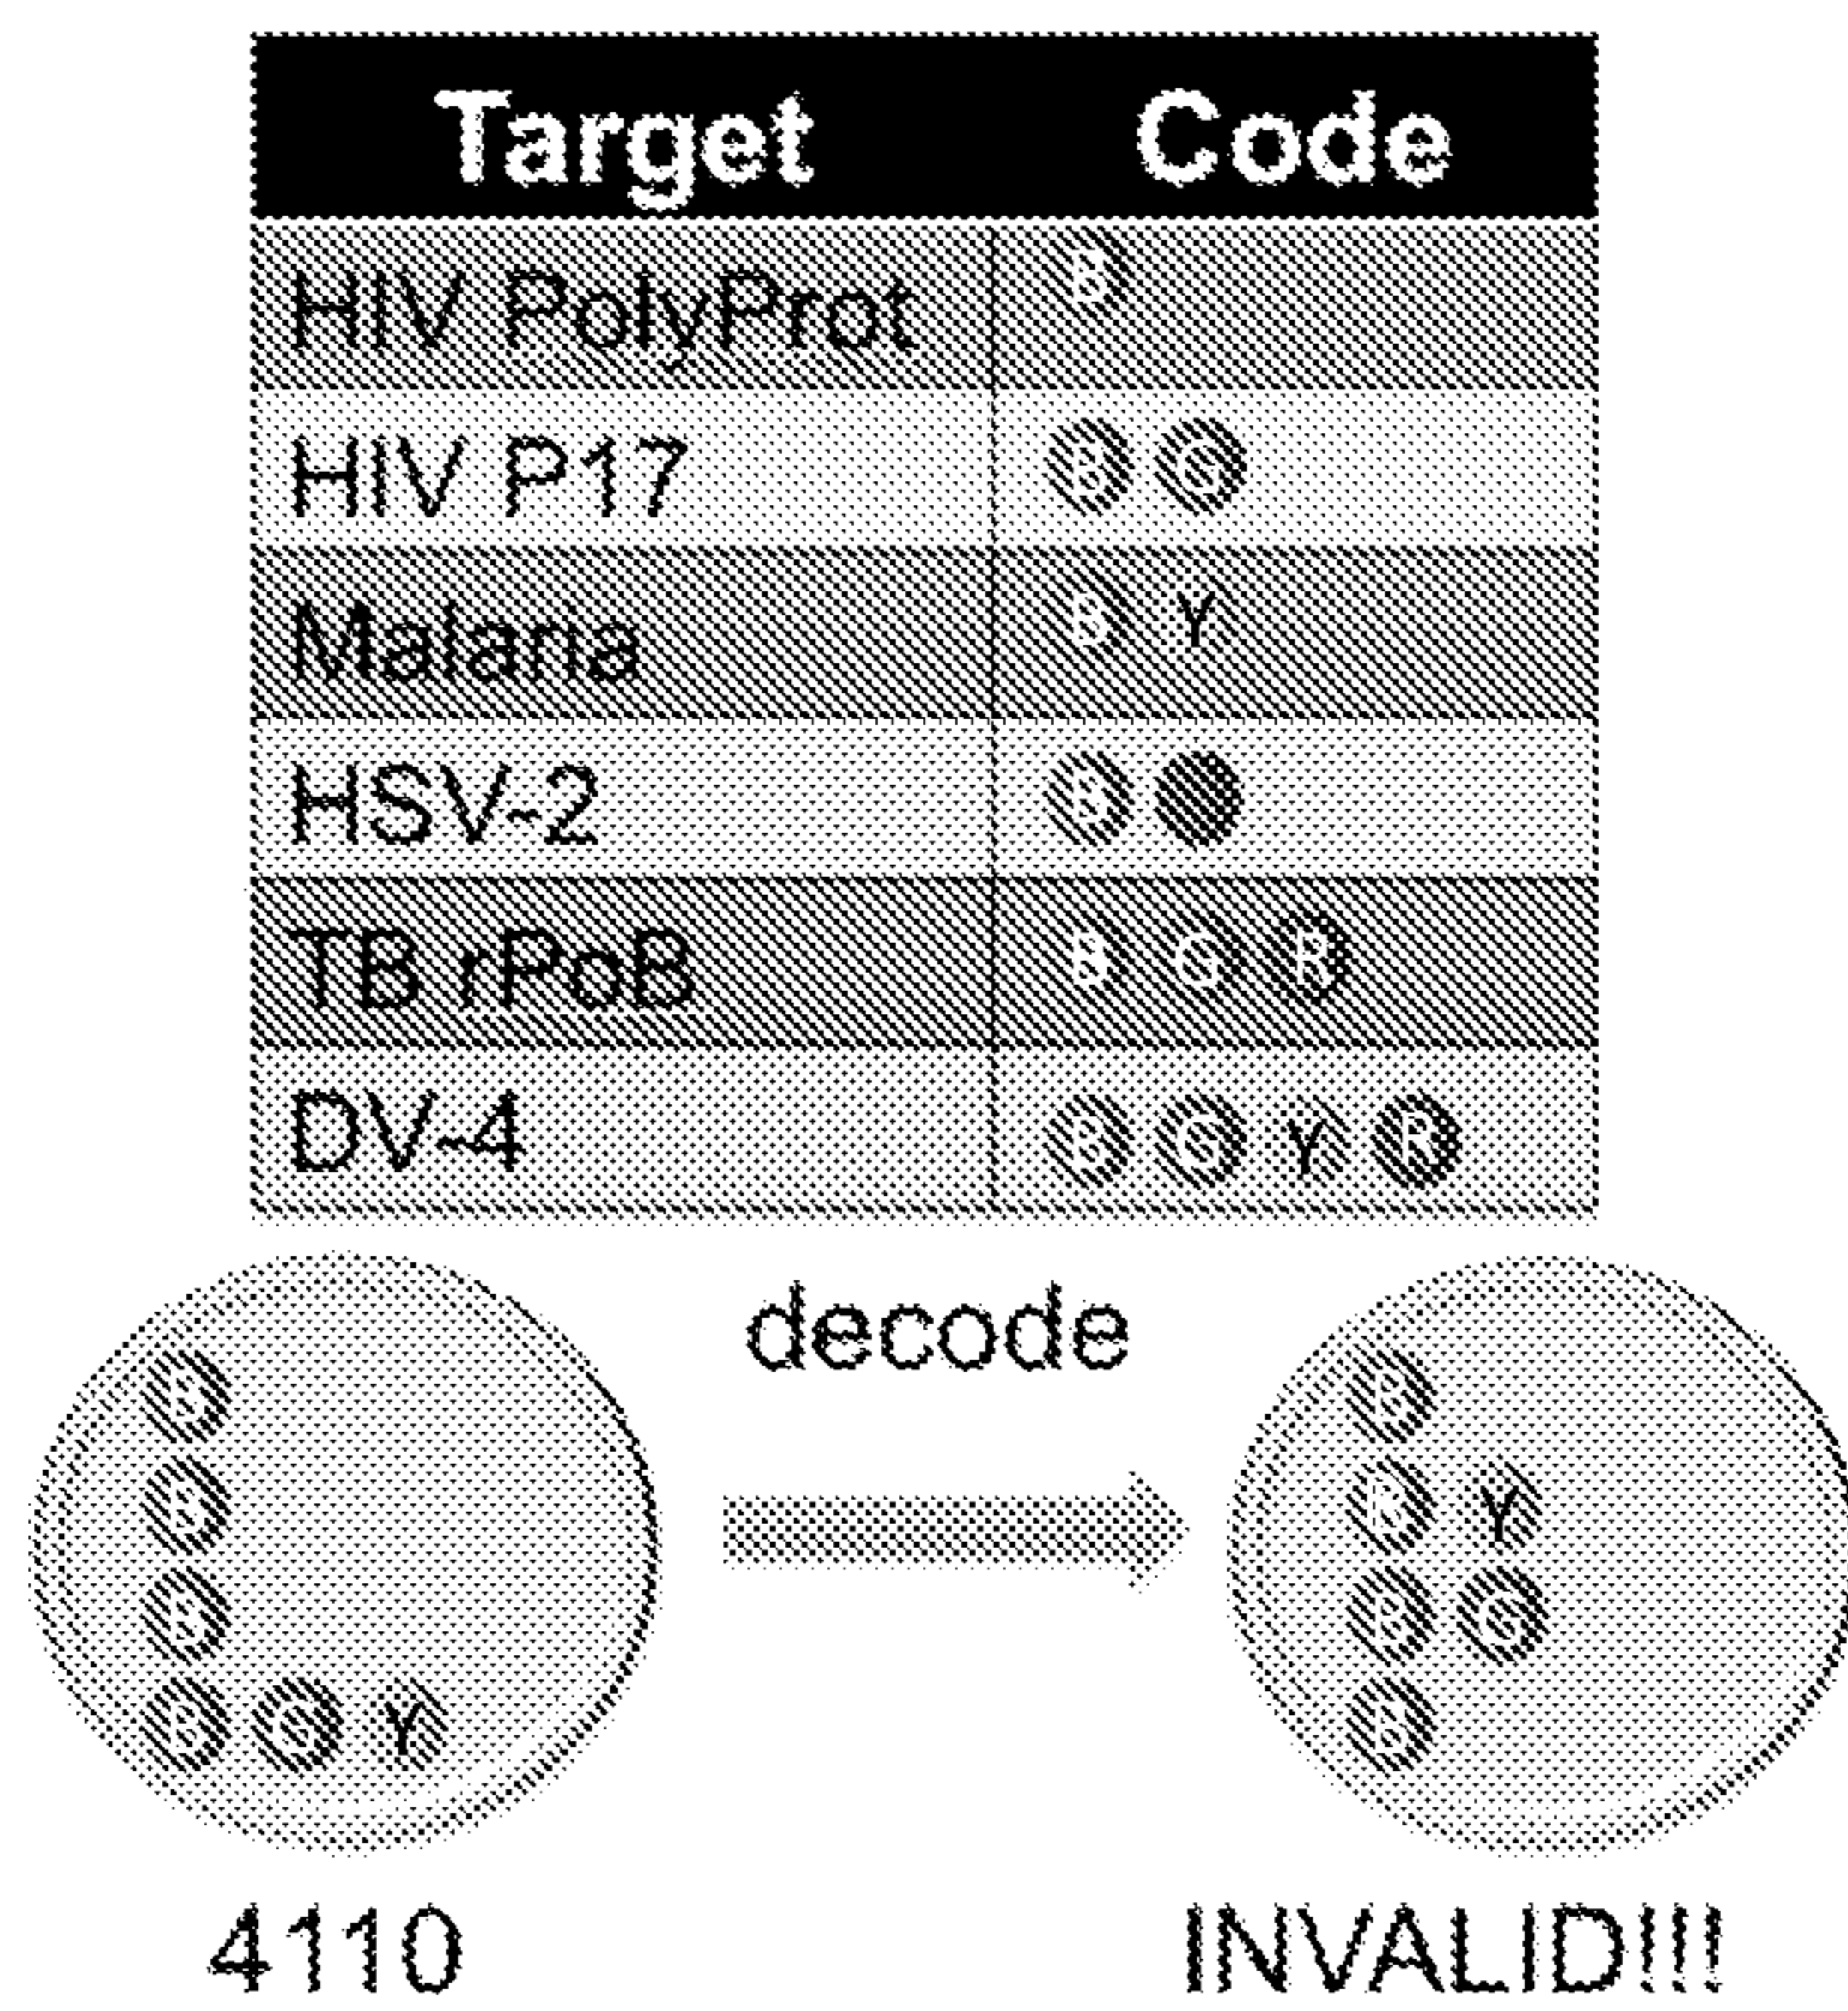 Target Code
HIV PolyProt B
HIV P17 B G
Malaria B Y
HSV-2 B
TB rPoB B G R
DV-4 B G Y R
decode
B
B
B
B G Y
B
B Y
B G
B
4110
INVALID!!!